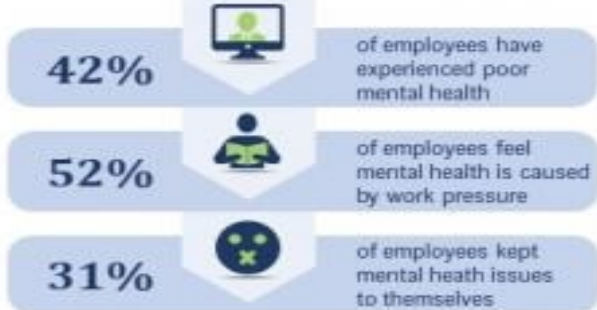 42%
of employees have
experienced poor
mental health
52%
of employees feel
mental health is caused
by work pressure
31%
of employees kept
mental heath issues
to themselves